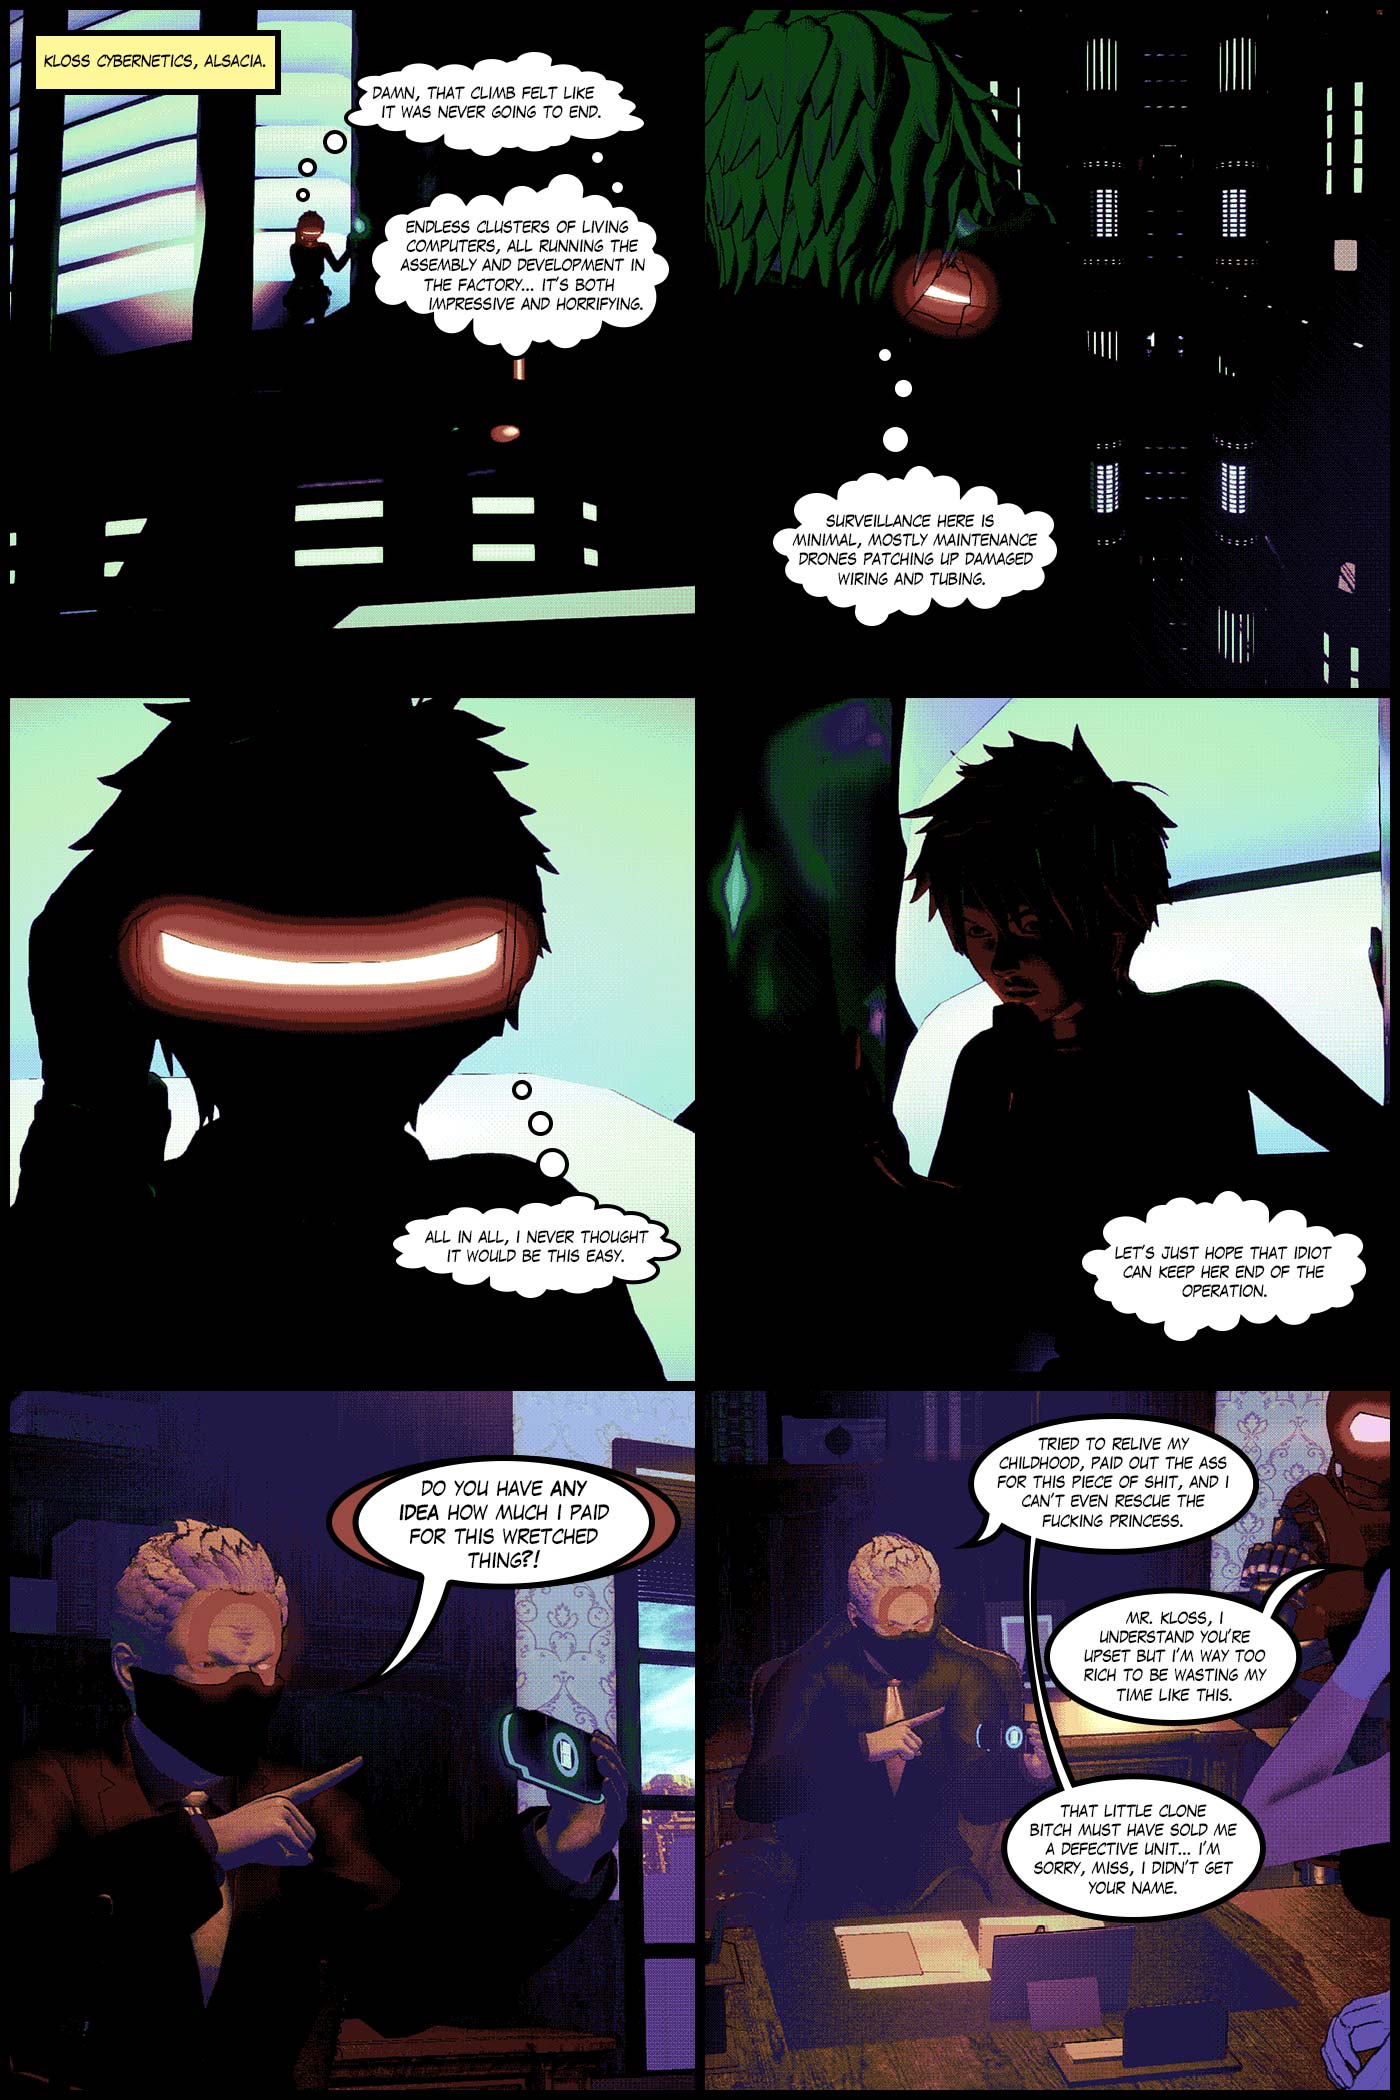 KLOSS CYBERNETICS, ALSACIA.
DAMN, THAT CLIMB FELT LIKE
IT WAS NEVER GOING TO END.
ENDLESS CLUSTERS OF LIVING
COMPUTERS, ALL RUNNING THE
ASSEMBLY AND DEVELOPMENT IN
THE FACTORY... IT'S BOTH
IMPRESSIVE AND HORRIFYING.
SURVEILLANCE HERE IS
MINIMAL, MOSTLY MAINTENANCE
DRONES PATCHING UP DAMAGED
WIRING AND TUBING.
ALL IN ALL, I NEVER THOUGHT
IT WOULD BE THIS EASY.
LET'S JUST HOPE THAT IDIOT
CAN KEEP HER END OF THE
OPERATION.
DO YOU HAVE ANY
IDEA HOW MUCH I PAID
FOR THIS WRETCHED
THING?!
TRIED TO RELIVE MY
CHILDHOOD, PAID OUT THE ASS
FOR THIS PIECE OF SHIT, AND I
CAN'T EVEN RESCUE THE
FUCKING PRINCESS.
MR. KLOSS, I
UNDERSTAND YOU'RE
UPSET BUT I'M WAY TOO
RICH TO BE WASTING MY
TIME LIKE THIS.
THAT LITTLE CLONE
BITCH MUST HAVE SOLD ME
A DEFECTIVE UNIT... I'M
SORRY, MISS, I DIDN'T GET
YOUR NAME.